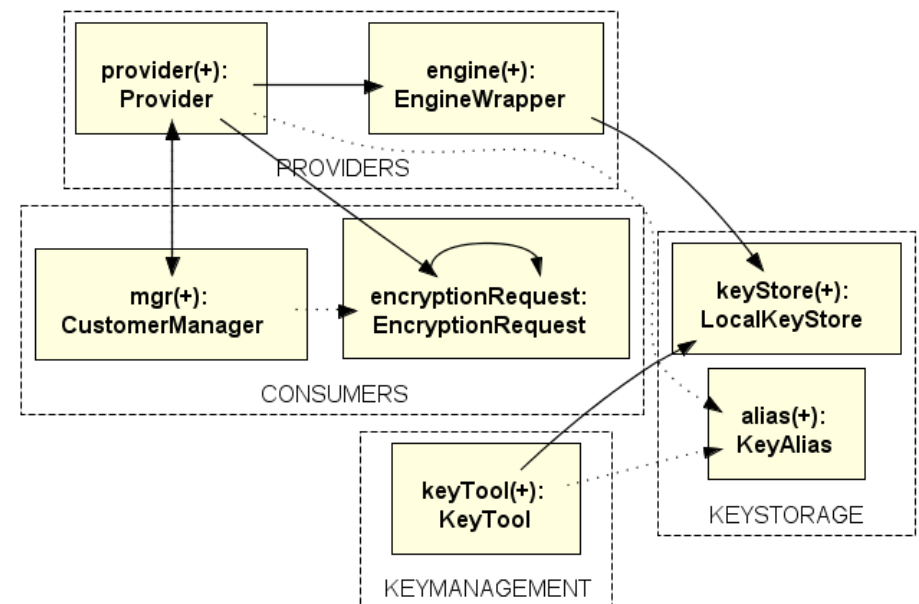 provider(+):
Provider
engine(+):
EngineWrapper
PROVIDERS
mgr(+):
CustomerManager
encryptionRequest:
EncryptionRequest
CONSUMERS
keyStore(+):
LocalKeyStore
alias(+):
KeyAlias
KEYSTORAGE
keyTool(+):
KeyTool
KEYMANAGEMENT